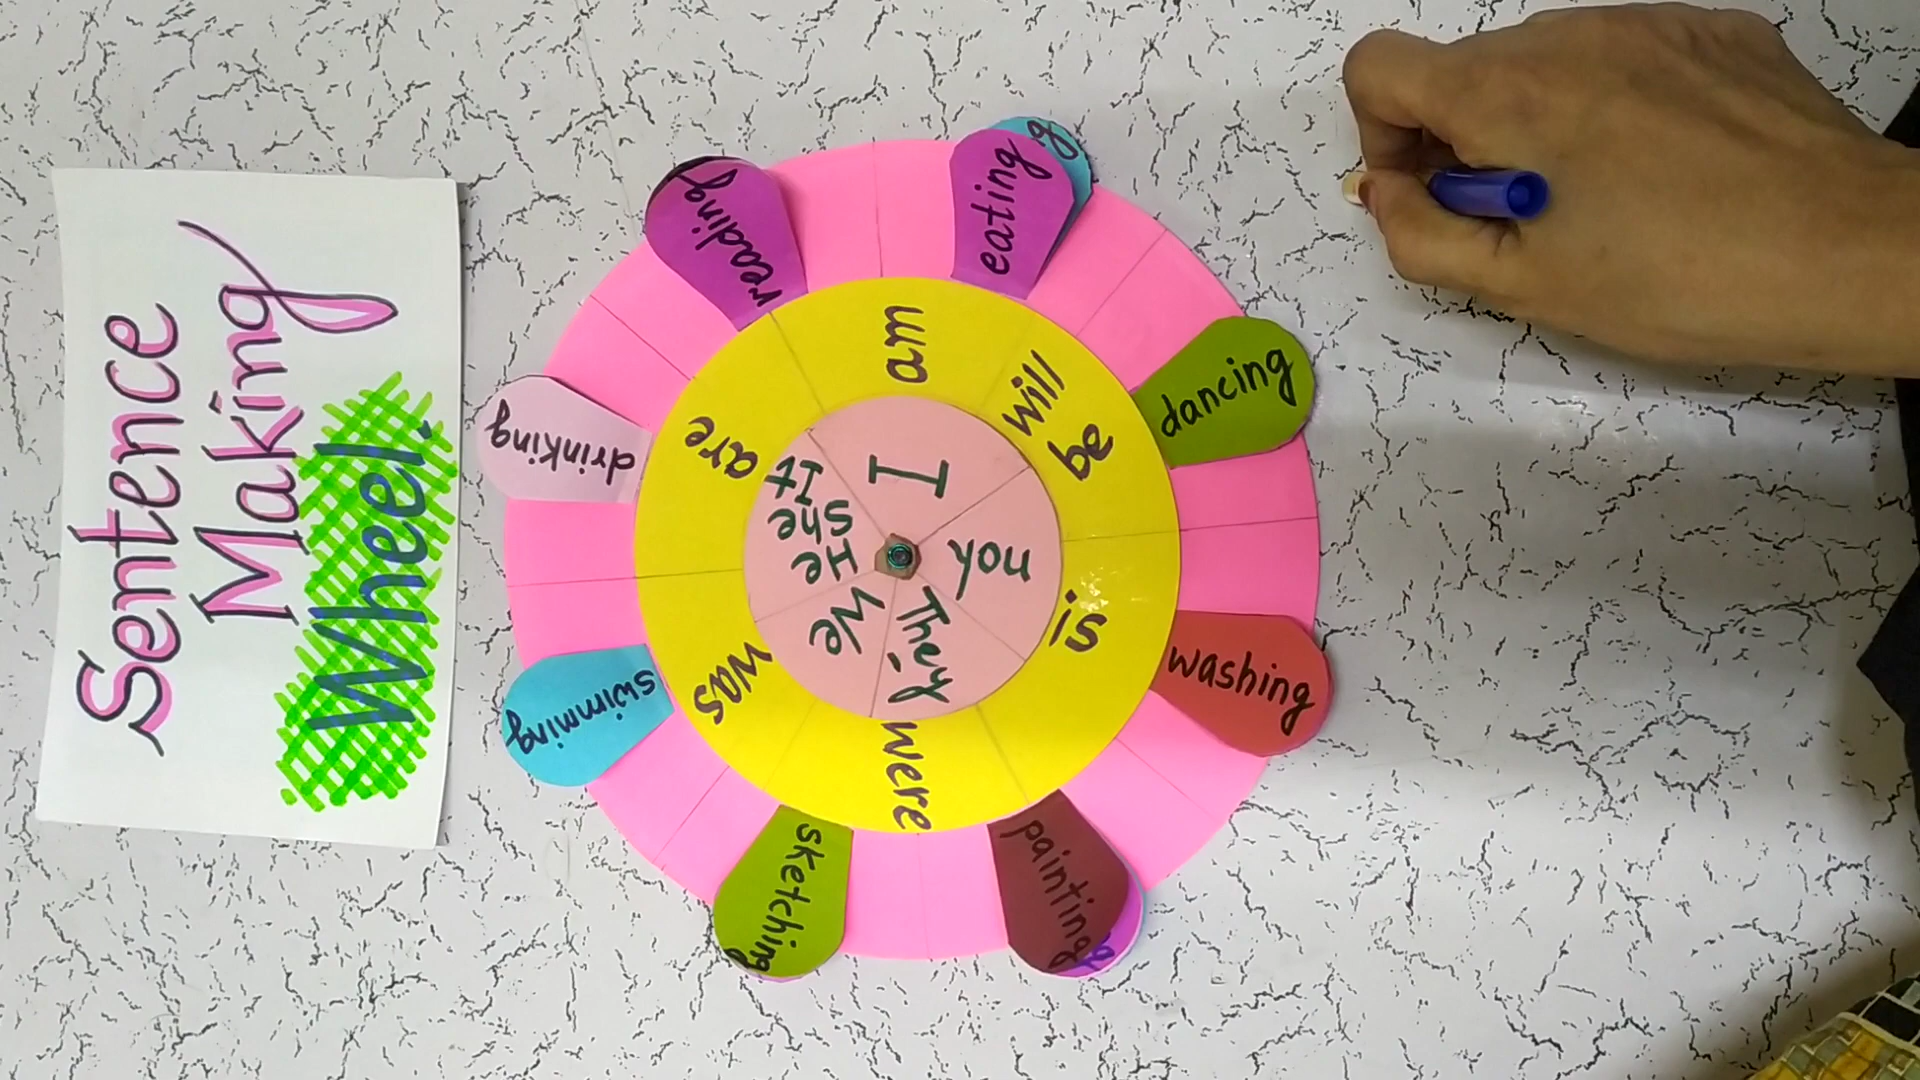 Sentence
Making
Wheel.
I
you
They
We
He
She
It
am
will
be
is
were
was
are
eating
dancing
washing
painting
sketching
swimming
drinking
reading